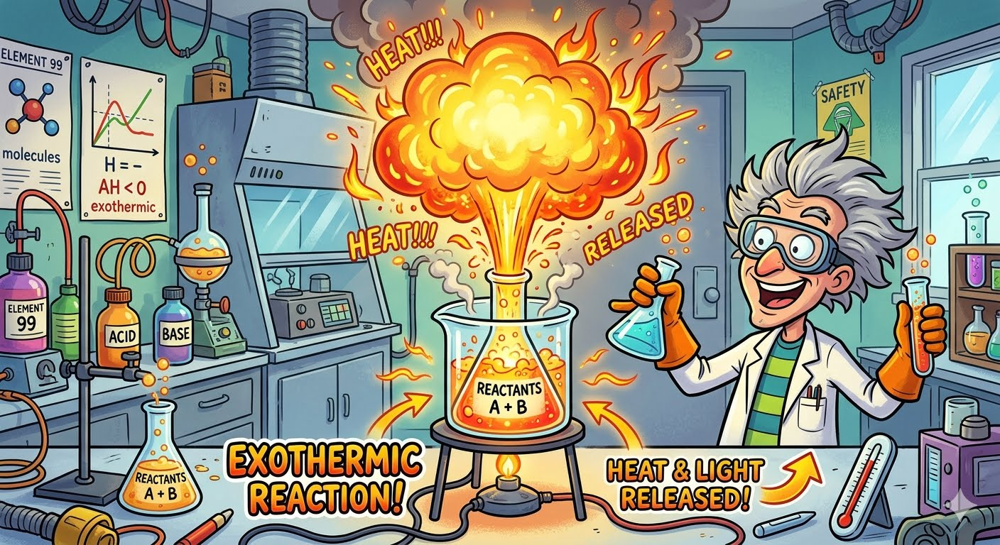 ELEMENT 99
molecules
H = –
AH < 0
exothermic
HEAT!!!
SAFETY
HEAT!!!
RELEASED
ELEMENT
99
ACID
BASE
REACTANTS
A + B
REACTANTS
A + B
EXOTHERMIC
REACTION!
HEAT & LIGHT
RELEASED!